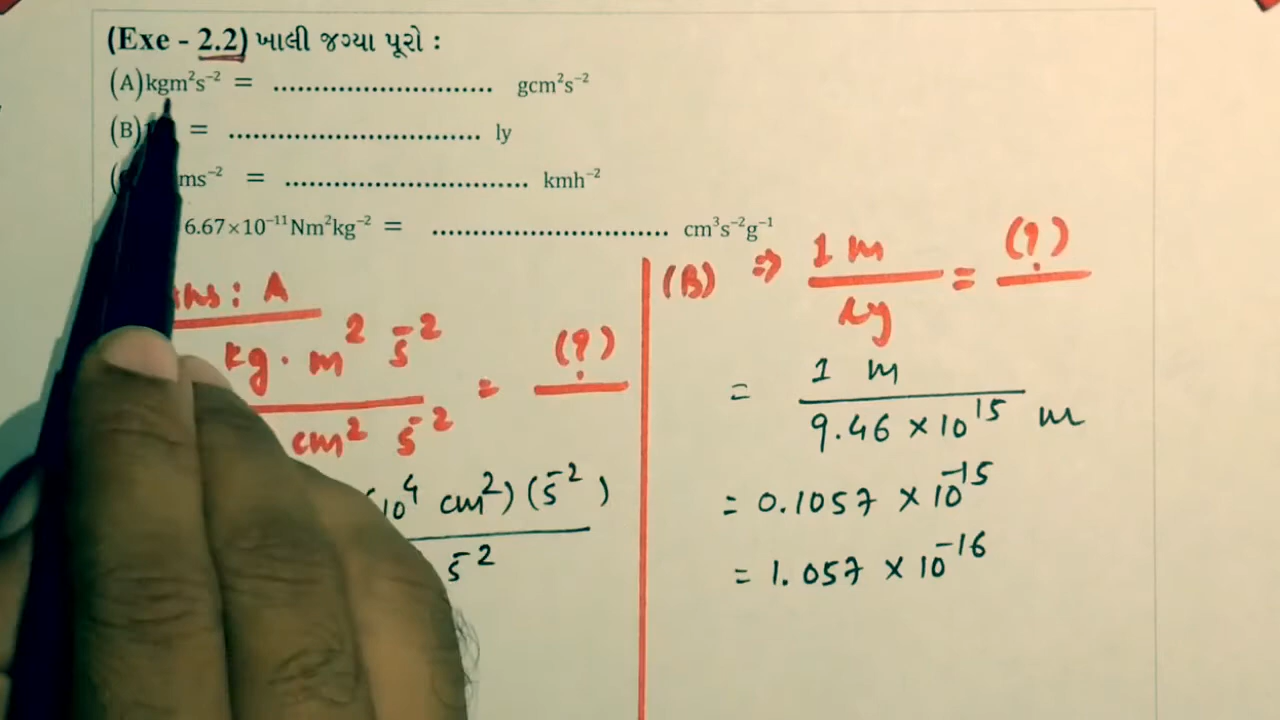 (Exe - 2.2) ખાલી જગ્યા પૂરો :
(A) kgm²s⁻² = .............................. gcm²s⁻²
(B) = .................................. ly
ms⁻² = ................................ kmh⁻²
6.67×10⁻¹¹Nm²kg⁻² = ............................... cm³s⁻²g⁻¹
: A
kg · m² s⁻²
cm² s⁻²
= (?)
10⁴ cm²) (s⁻²)
s⁻²
(B) ⇒ 1 m
ly
= (?)
= 1 m
9.46 × 10¹⁵ m
= 0.1057 × 10⁻¹⁵
= 1.057 × 10⁻¹⁶